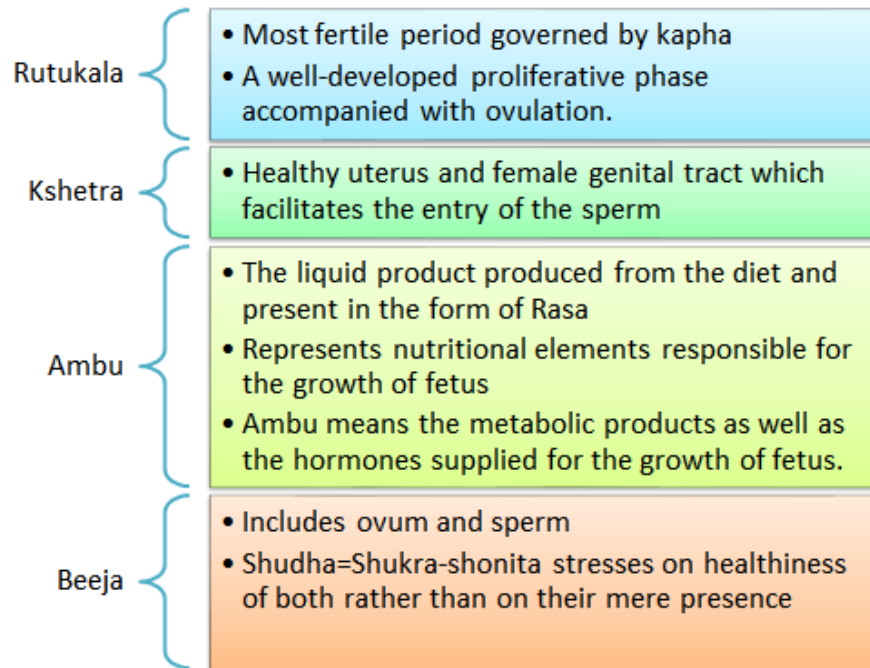 Rutukala
• Most fertile period governed by kapha
• A well-developed proliferative phase
accompanied with ovulation.
Kshetra
• Healthy uterus and female genital tract which
facilitates the entry of the sperm
Ambu
• The liquid product produced from the diet and
present in the form of Rasa
• Represents nutritional elements responsible for
the growth of fetus
• Ambu means the metabolic products as well as
the hormones supplied for the growth of fetus.
Beeja
• Includes ovum and sperm
• Shudha=Shukra-shonita stresses on healthiness
of both rather than on their mere presence